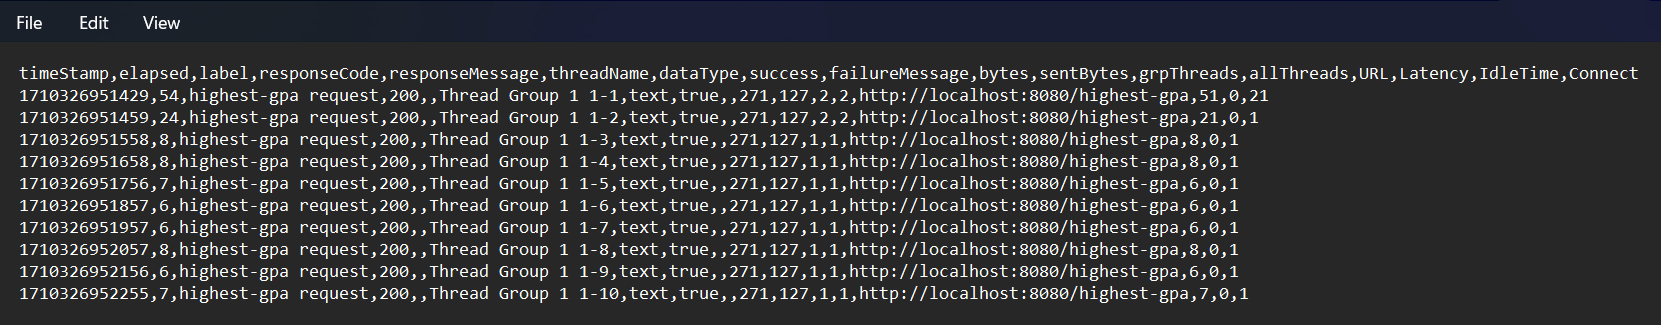 File Edit View
timeStamp,elapsed,label,responseCode,responseMessage,threadName,dataType,success,failureMessage,bytes,sentBytes,grpThreads,allThreads,URL,Latency,IdleTime,Connect
1710326951429,54,highest-gpa request,200,,Thread Group 1 1-1,text,true,,271,127,2,2,http://localhost:8080/highest-gpa,51,0,21
1710326951459,24,highest-gpa request,200,,Thread Group 1 1-2,text,true,,271,127,2,2,http://localhost:8080/highest-gpa,21,0,1
1710326951558,8,highest-gpa request,200,,Thread Group 1 1-3,text,true,,271,127,1,1,http://localhost:8080/highest-gpa,8,0,1
1710326951658,8,highest-gpa request,200,,Thread Group 1 1-4,text,true,,271,127,1,1,http://localhost:8080/highest-gpa,8,0,1
1710326951756,7,highest-gpa request,200,,Thread Group 1 1-5,text,true,,271,127,1,1,http://localhost:8080/highest-gpa,6,0,1
1710326951857,6,highest-gpa request,200,,Thread Group 1 1-6,text,true,,271,127,1,1,http://localhost:8080/highest-gpa,6,0,1
1710326951957,6,highest-gpa request,200,,Thread Group 1 1-7,text,true,,271,127,1,1,http://localhost:8080/highest-gpa,6,0,1
1710326952057,8,highest-gpa request,200,,Thread Group 1 1-8,text,true,,271,127,1,1,http://localhost:8080/highest-gpa,8,0,1
1710326952156,6,highest-gpa request,200,,Thread Group 1 1-9,text,true,,271,127,1,1,http://localhost:8080/highest-gpa,6,0,1
1710326952255,7,highest-gpa request,200,,Thread Group 1 1-10,text,true,,271,127,1,1,http://localhost:8080/highest-gpa,7,0,1